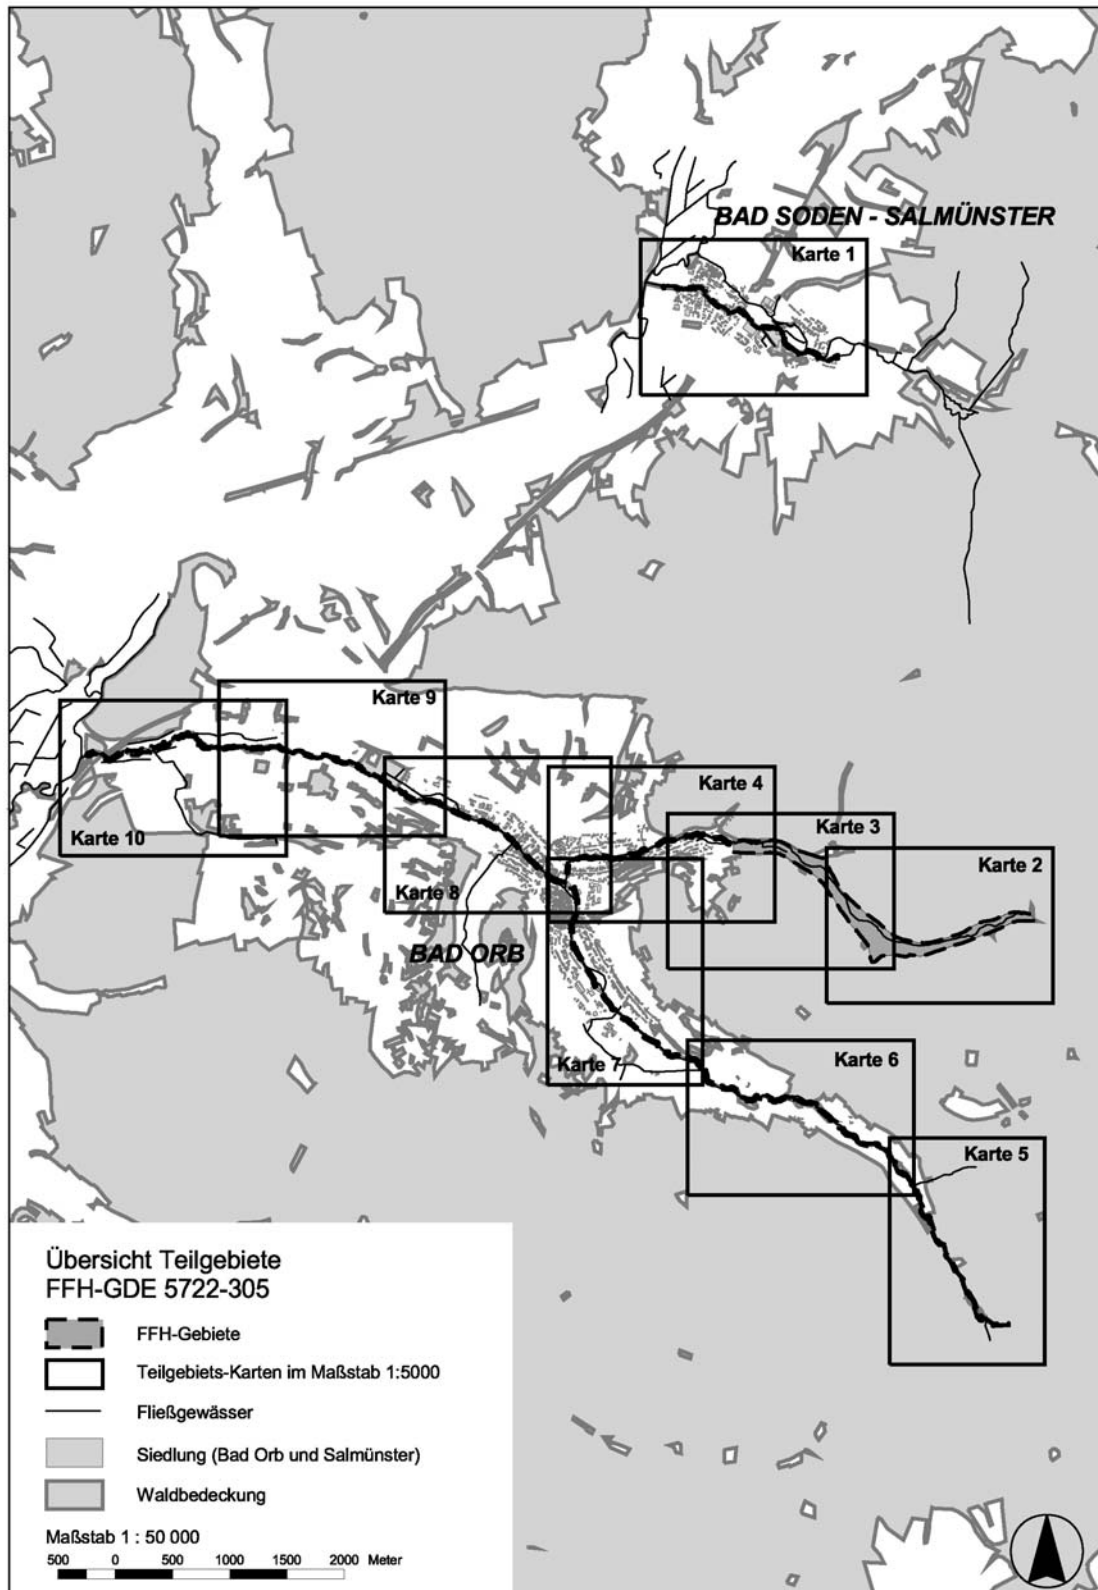 BAD SODEN - SALMÜNSTER
Karte 1
Karte 9
Karte 4
Karte 3
Karte 10
Karte 2
Karte 8
BAD ORB
Karte 7
Karte 6
Karte 5
Übersicht Teilgebiete
FFH-GDE 5722-305
FFH-Gebiete
Teilgebiets-Karten im Maßstab 1:5000
Fließgewässer
Siedlung (Bad Orb und Salmünster)
Waldbedeckung
Maßstab 1 : 50 000
500 0 500 1000 1500 2000 Meter